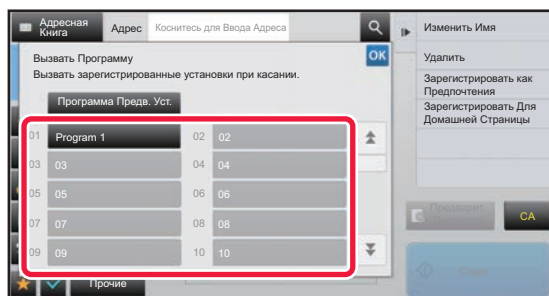 Адресная Книга
Адрес
Коснитесь для Ввода Адреса
Изменить Имя
Вызвать Программу
OK
Удалить
Вызвать зарегистрированные установки при касании.
Зарегистрировать как
Предпочтения
Программа Предв. Уст.
Зарегистрировать Для
Домашней Страницы
01 Program 1
02 02
03 03
04 04
05 05
06 06
07 07
08 08
09 09
10 10
CA
Прочие